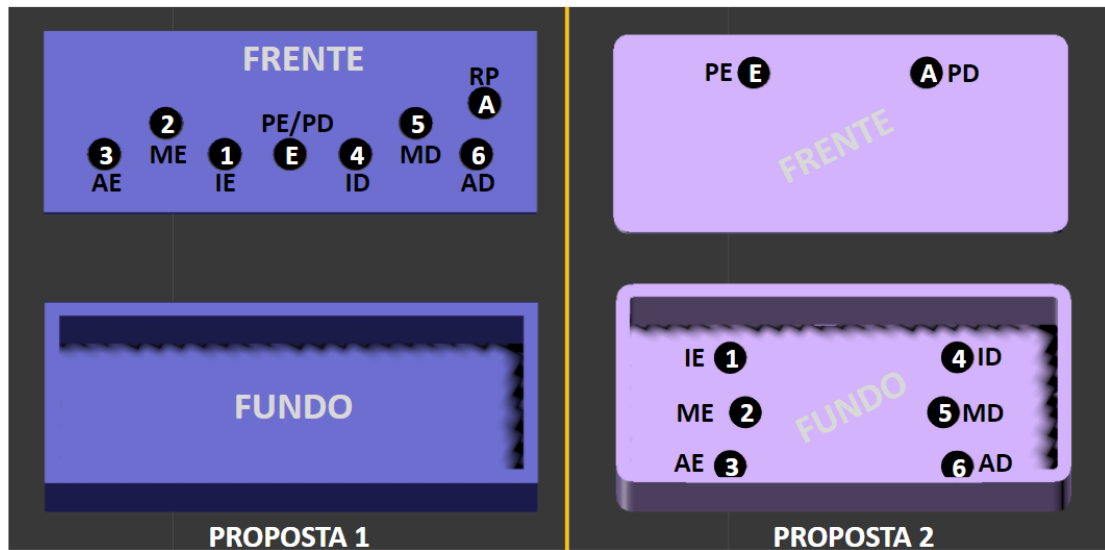 FRENTE
RP
A
2
PE/PD
5
3
ME
1
E
4
MD
6
AE
IE
ID
AD
FUNDO
PROPOSTA 1
PE E
A PD
FRENTE
IE 1
4 ID
FUNDO
ME 2
5 MD
AE 3
6 AD
PROPOSTA 2